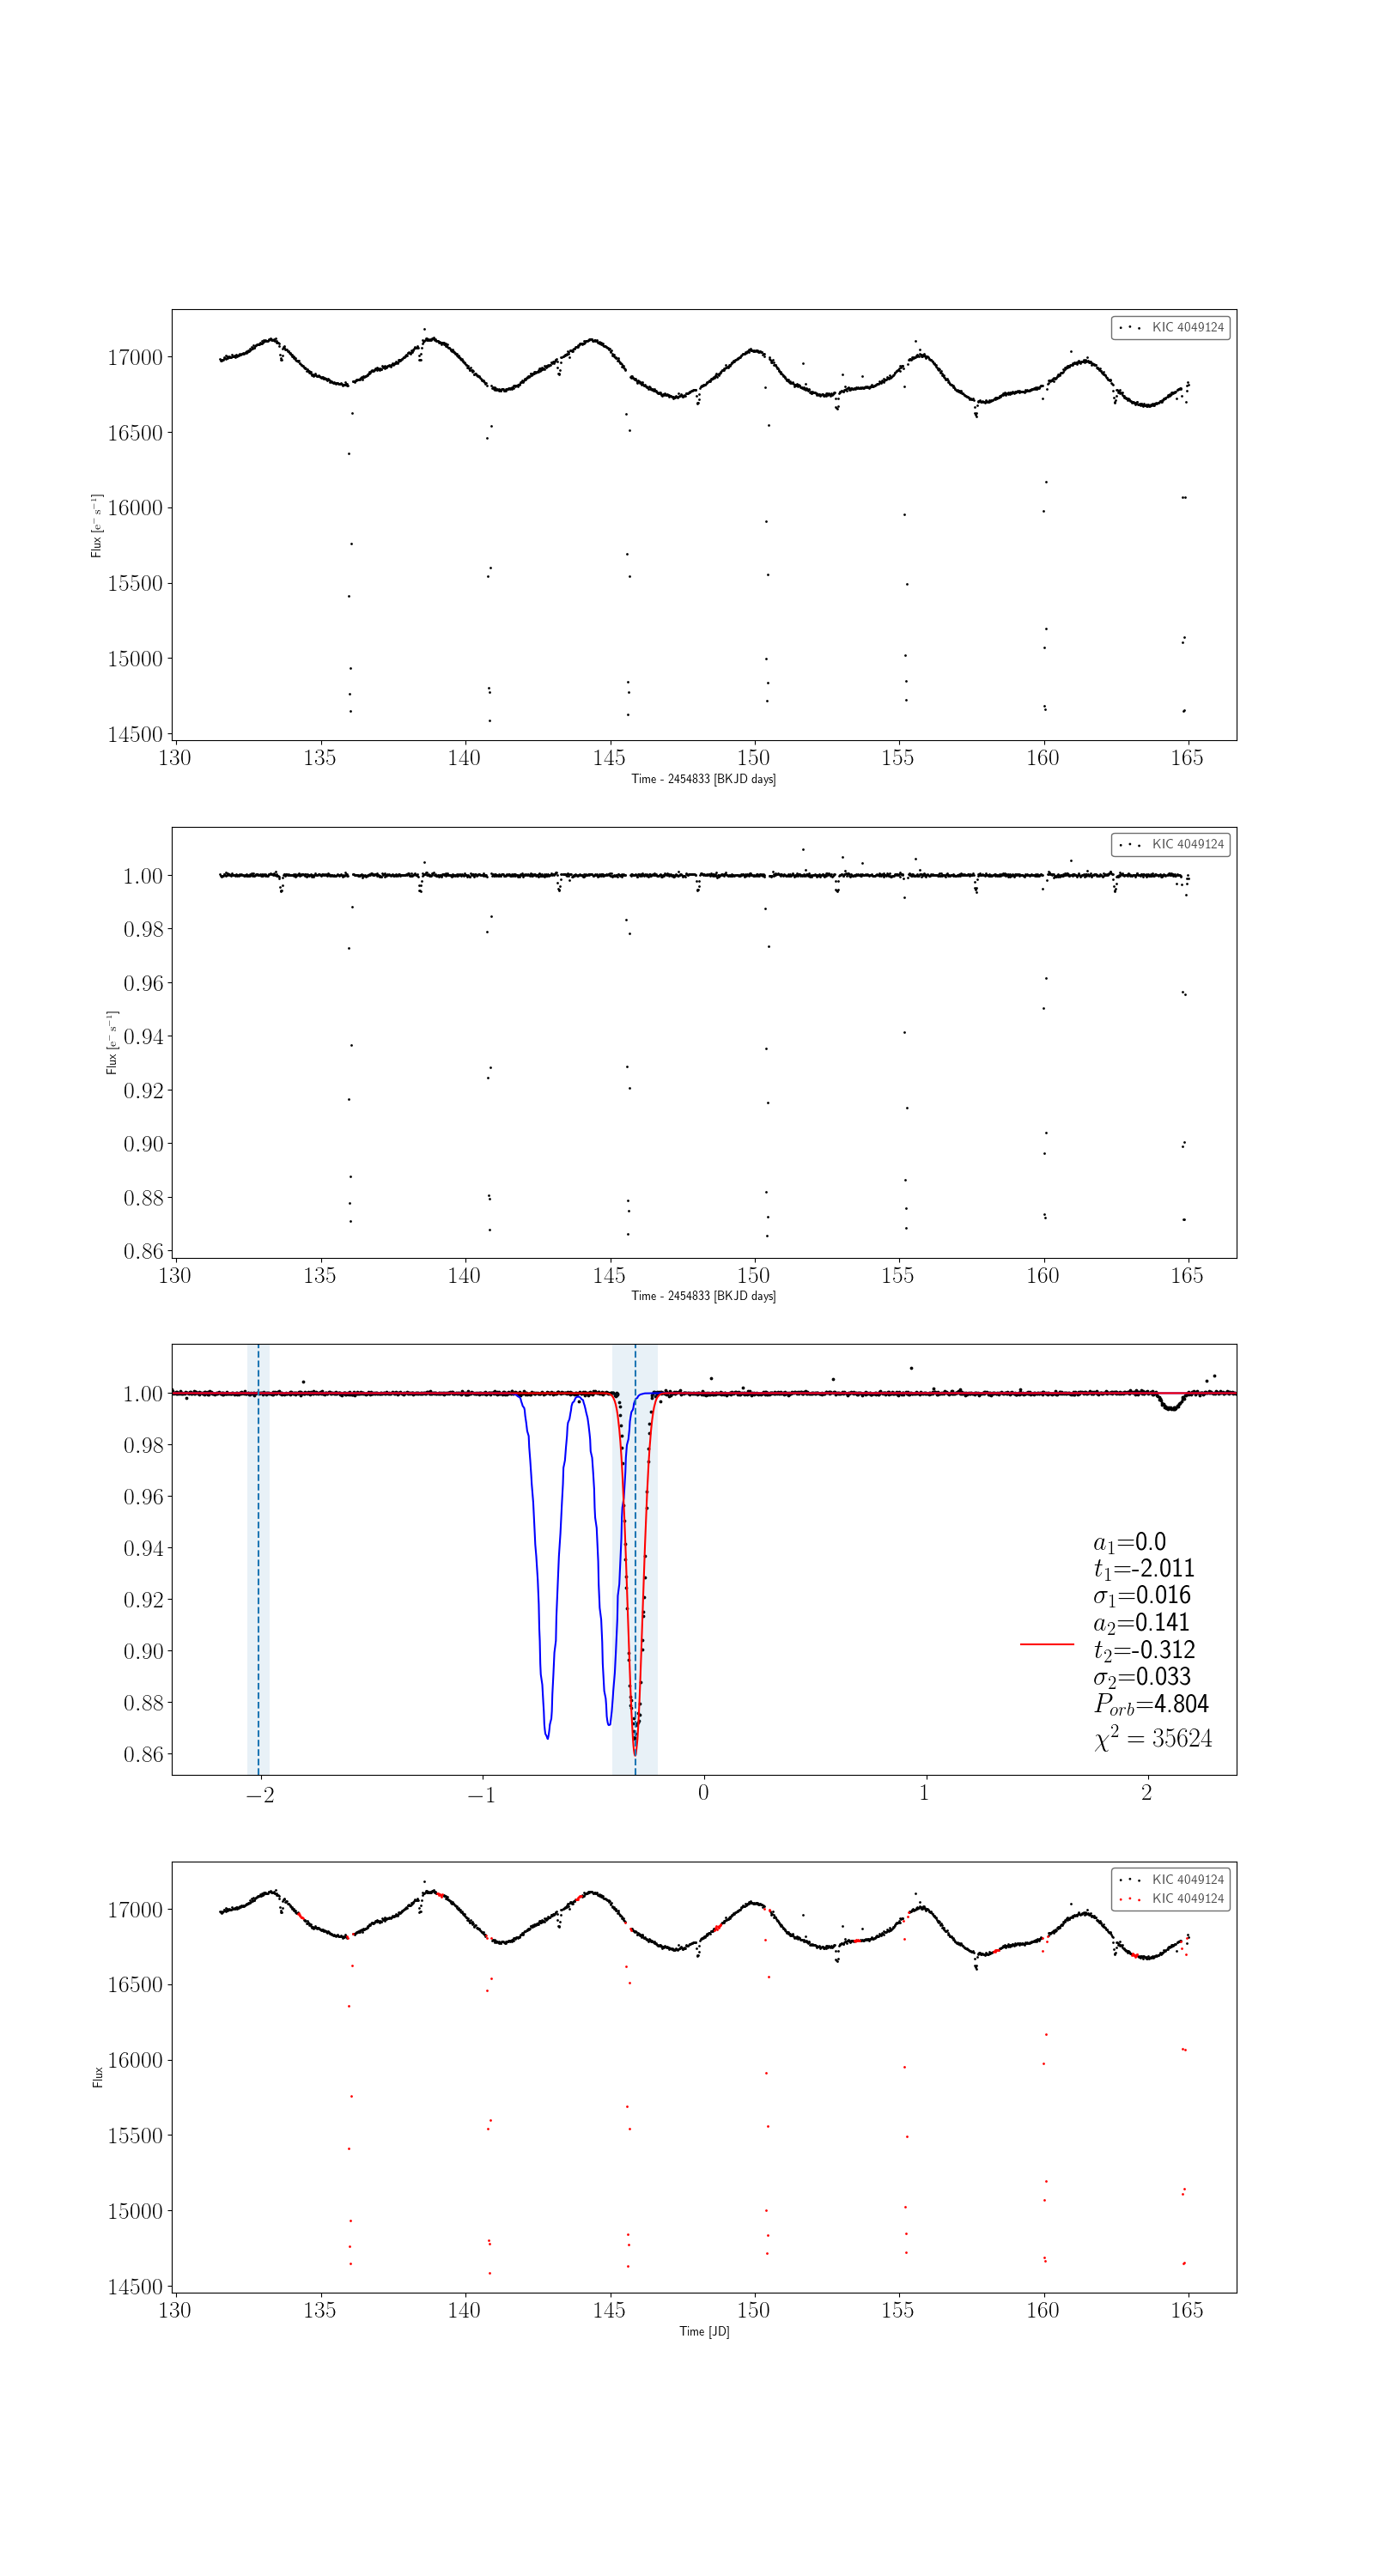 KIC 4049124
17000
16500
16000
15500
15000
14500
Flux [e⁻ s⁻¹]
130 135 140 145 150 155 160 165
Time - 2454833 [BKJD days]
KIC 4049124
1.00
0.98
0.96
0.94
0.92
0.90
0.88
0.86
Flux [e⁻ s⁻¹]
130 135 140 145 150 155 160 165
Time - 2454833 [BKJD days]
1.00
0.98
0.96
0.94
0.92
0.90
0.88
0.86
a₁=0.0
t₁=-2.011
σ₁=0.016
a₂=0.141
t₂=-0.312
σ₂=0.033
P_orb=4.804
χ² = 35624
−2 −1 0 1 2
KIC 4049124
KIC 4049124
17000
16500
16000
15500
15000
14500
Flux
130 135 140 145 150 155 160 165
Time [JD]